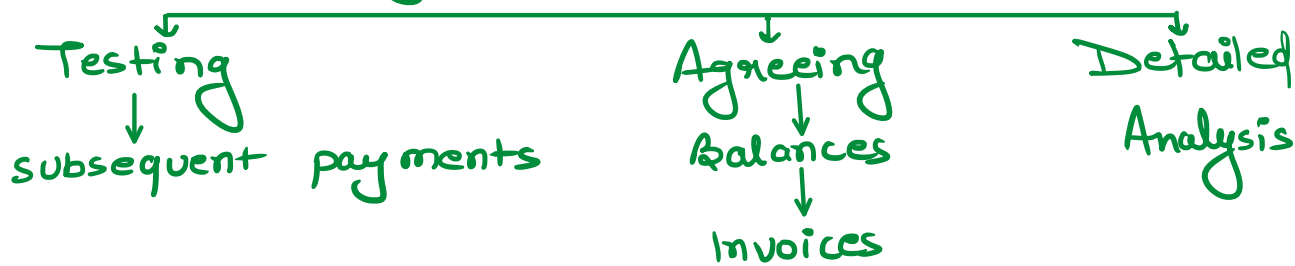 Testing
subsequent payments
Agreeing
Balances
Invoices
Detailed
Analysis